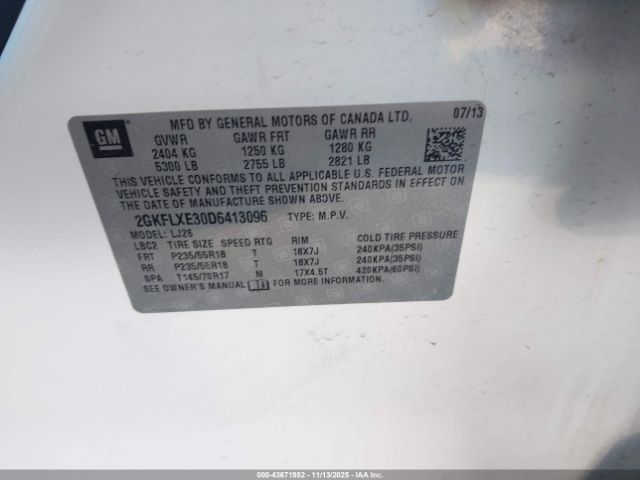 GM
MFD BY GENERAL MOTORS OF CANADA LTD.
07/13
GVWR GAWR FRT GAWR RR
2404 KG 1250 KG 1280 KG
5300 LB 2755 LB 2821 LB
THIS VEHICLE CONFORMS TO ALL APPLICABLE U.S. FEDERAL MOTOR
VEHICLE SAFETY AND THEFT PREVENTION STANDARDS IN EFFECT ON
THE DATE OF MANUFACTURE SHOWN ABOVE.
2GKFLXE30D6413096 TYPE: M.P.V.
MODEL: LJ26
LBC2 TIRE SIZE SPEED RTG RIM COLD TIRE PRESSURE
FRT P235/55R18 T 18X7J 240KPA(35PSI)
RR P235/55R18 T 18X7J 240KPA(35PSI)
SPA T145/70R17 M 17X4.5T 420KPA(60PSI)
SEE OWNER'S MANUAL FOR MORE INFORMATION.
000-43671952 - 11/13/2025 - IAAI.CA